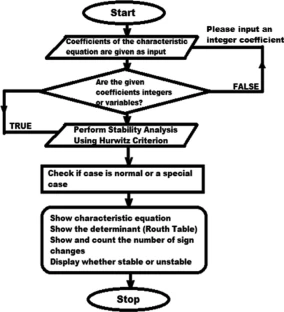 Start
Please input an
integer coefficient
Coefficients of the characteristic
equation are given as input
Are the given
coefficients integers
or variables?
FALSE
TRUE
Perform Stability Analysis
Using Hurwitz Criterion
Check if case is normal or a special
case
Show characteristic equation
Show the determinant (Routh Table)
Show and count the number of sign
changes
Display whether stable or unstable
Stop